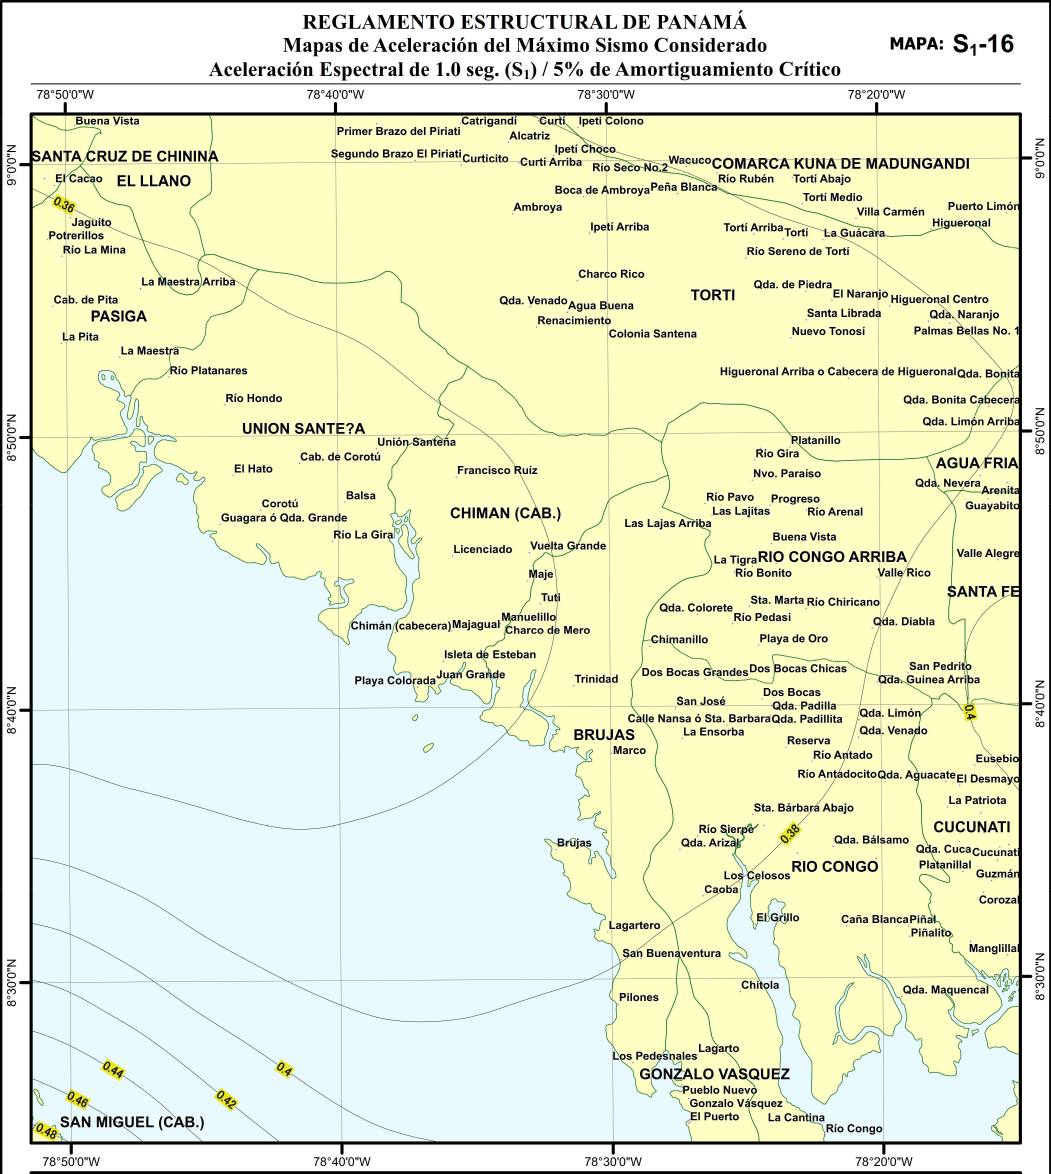 REGLAMENTO ESTRUCTURAL DE PANAMÁ
Mapas de Aceleración del Máximo Sismo Considerado
MAPA: S₁-16
Aceleración Espectral de 1.0 seg. (S₁) / 5% de Amortiguamiento Crítico
78°50'0"W
78°40'0"W
78°30'0"W
78°20'0"W
Buena Vista
Catrigandí
Curtí
Ipetí Colono
Primer Brazo del Piriati
Alcatriz
Segundo Brazo El Piriati
Curticito
Ipetí Choco
Curtí Arriba
Río Seco No.2
Wacuco
COMARCA KUNA DE MADUNGANDI
SANTA CRUZ DE CHININA
9°0'0"N
9°0'0"N
El Cacao
EL LLANO
Río Rubén
Tortí Abajo
Boca de Ambroya
Peña Blanca
Tortí Medio
0.36
Ambroya
Villa Carmén
Puerto Limón
Jaguito
Ipetí Arriba
Tortí Arriba
Tortí
La Guácara
Higueronal
Potrerillos
Río La Mina
Río Sereno de Tortí
La Maestra Arriba
Charco Rico
Qda. de Piedra
Cab. de Pita
Qda. Venado
Agua Buena
TORTI
El Naranjo
Higueronal Centro
PASIGA
Renacimiento
Santa Librada
Qda. Naranjo
La Pita
Colonia Santena
Nuevo Tonosí
Palmas Bellas No. 1
La Maestra
Río Platanares
Higueronal Arriba o Cabecera de Higueronal
Qda. Bonita
Río Hondo
Qda. Bonita Cabecera
UNION SANTE?A
Qda. Limón Arriba
8°50'0"N
8°50'0"N
Unión Santeña
Platanillo
Cab. de Corotú
Río Gira
El Hato
Francisco Ruíz
Nvo. Paraíso
AGUA FRIA
Qda. Nevera
Arenita
Balsa
Río Pavo
Progreso
Corotú
Guayabito
Guagara ó Qda. Grande
CHIMAN (CAB.)
Las Lajitas
Río Arenal
Las Lajas Arriba
Río La Gira
Buena Vista
Licenciado
Vuelta Grande
La Tigra
RIO CONGO ARRIBA
Valle Alegre
Maje
Río Bonito
Valle Rico
Tuti
SANTA FE
Qda. Colorete
Sta. Marta
Río Chiricano
Manuelillo
Río Pedasí
Qda. Diabla
Chimán (cabecera)
Majagual
Charco de Mero
Chimanillo
Playa de Oro
Isleta de Esteban
San Pedrito
Playa Colorada
Juan Grande
Trinidad
Dos Bocas Grandes
Dos Bocas Chicas
Qda. Guinea Arriba
Dos Bocas
San José
Qda. Padilla
8°40'0"N
8°40'0"N
Calle Nansa ó Sta. Barbara
Qda. Padillita
Qda. Limón
0.4
BRUJAS
La Ensorba
Qda. Venado
Marco
Reserva
Río Antado
Eusebio
Río Antadocito
Qda. Aguacate
El Desmayo
La Patriota
Sta. Bárbara Abajo
Río Sierpe
0.38
CUCUNATI
Brujas
Qda. Arizal
Qda. Bálsamo
Qda. Cuca
Cucunati
RIO CONGO
Platanillal
Los Celosos
Guzmán
Caoba
Corozal
El Grillo
Caña Blanca
Piñal
Lagartero
Piñalito
San Buenaventura
Manglillal
8°30'0"N
8°30'0"N
Pilones
Chitola
Qda. Maquencal
Lagarto
Los Pedesnales
0.44
0.4
GONZALO VASQUEZ
Pueblo Nuevo
0.46
0.42
Gonzalo Vásquez
SAN MIGUEL (CAB.)
El Puerto
La Cantina
0.48
Río Congo
78°50'0"W
78°40'0"W
78°30'0"W
78°20'0"W